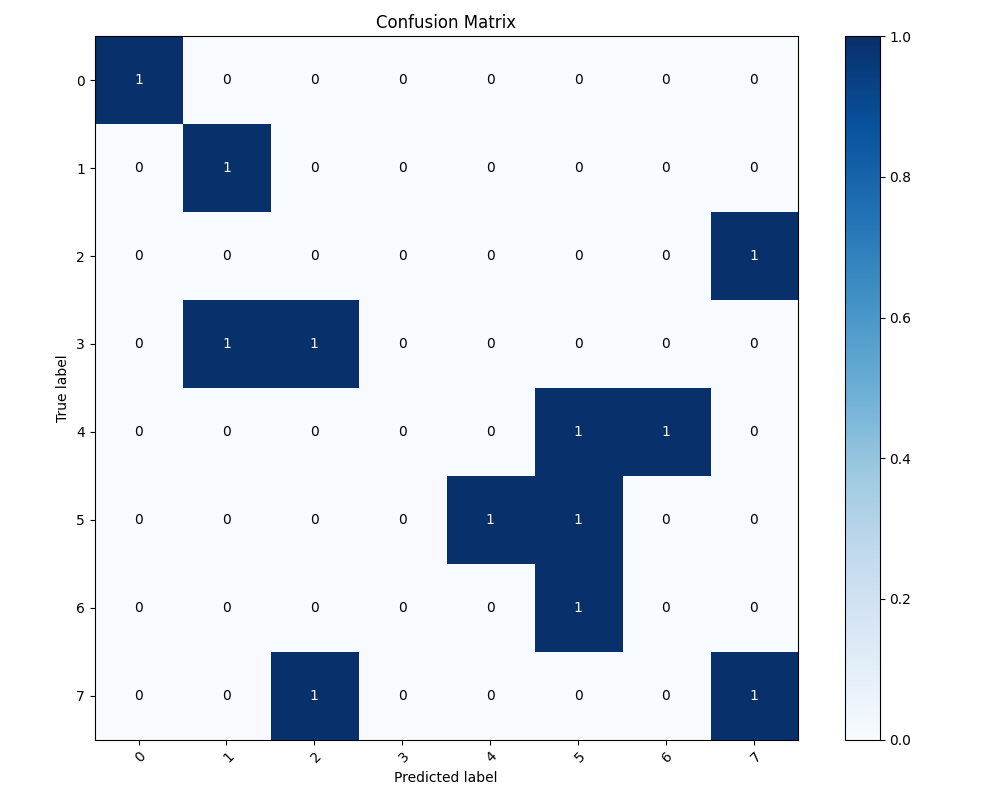 Confusion Matrix
0 1 0 0 0 0 0 0 0
1 0 1 0 0 0 0 0 0
2 0 0 0 0 0 0 0 1
3 0 1 1 0 0 0 0 0
4 0 0 0 0 0 1 1 0
5 0 0 0 0 1 1 0 0
6 0 0 0 0 0 1 0 0
7 0 0 1 0 0 0 0 1
0 1 2 3 4 5 6 7
True label
Predicted label
1.0
0.8
0.6
0.4
0.2
0.0